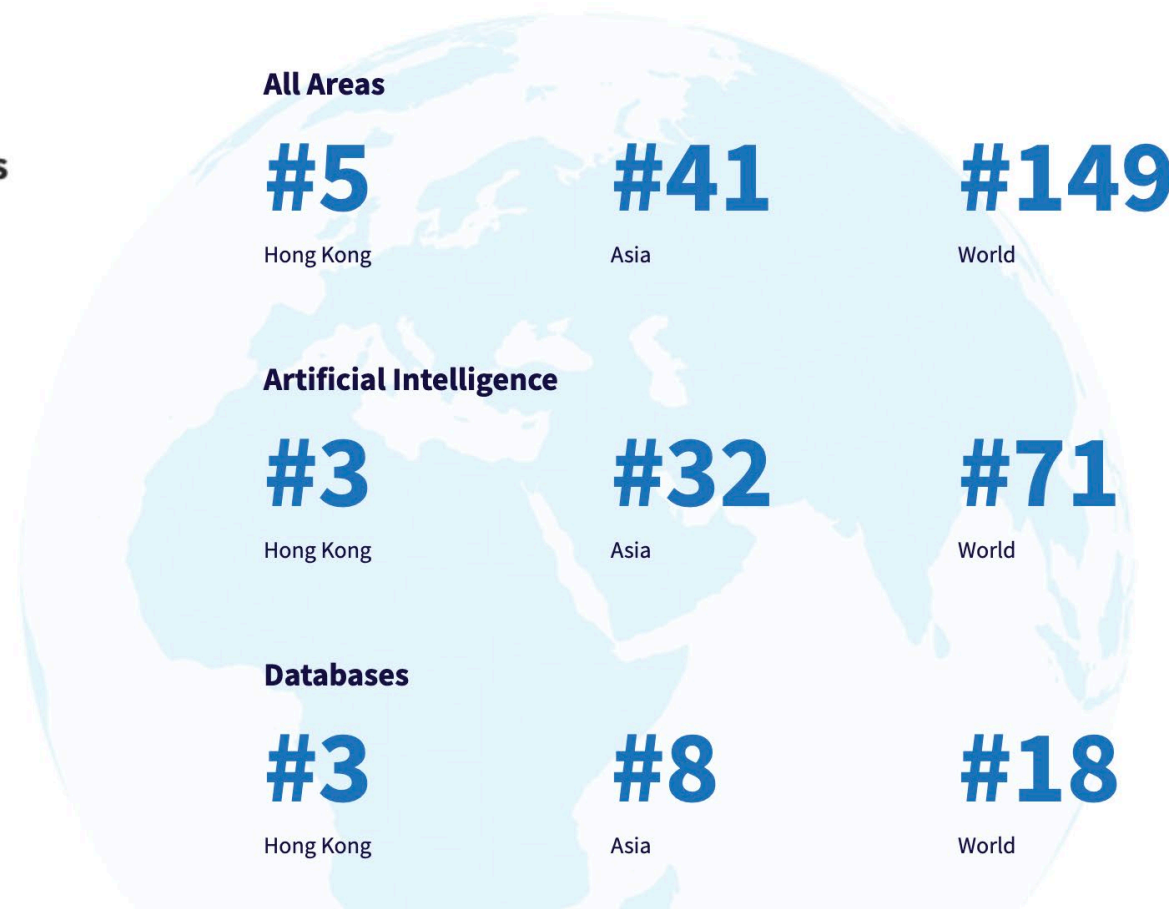 All Areas
#5 #41 #149
Hong Kong Asia World
Artificial Intelligence
#3 #32 #71
Hong Kong Asia World
Databases
#3 #8 #18
Hong Kong Asia World